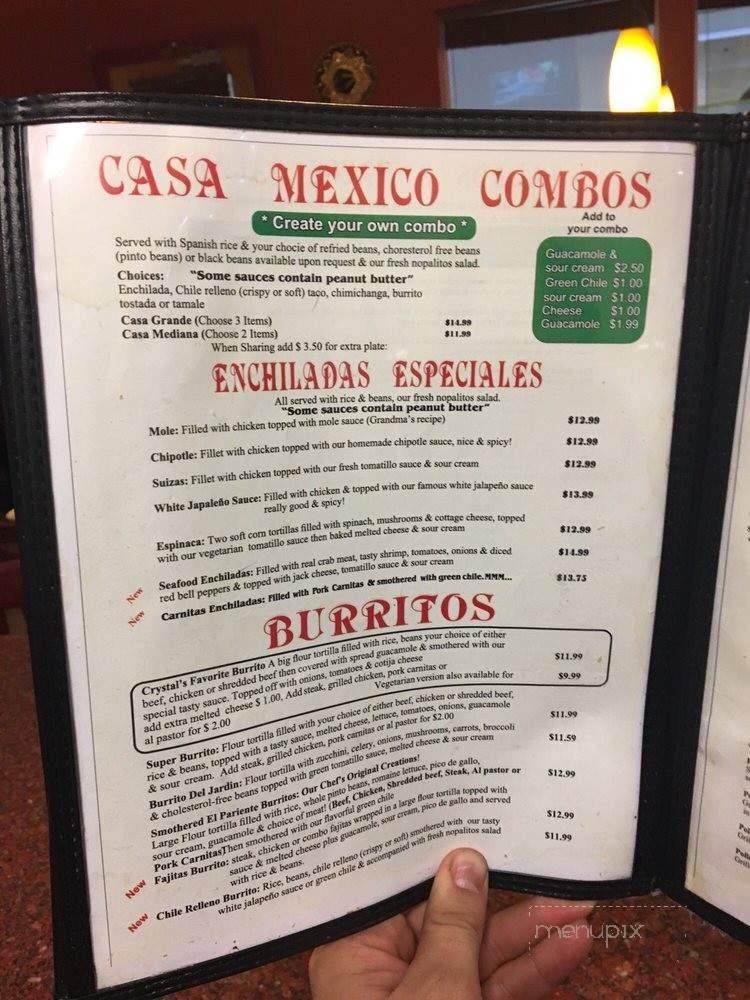 CASA MEXICO COMBOS
* Create your own combo *
Add to
your combo
Served with Spanish rice & your chocie of refried beans, choresterol free beans
(pinto beans) or black beans available upon request & our fresh nopalitos salad.
Choices: "Some sauces contain peanut butter"
Enchilada, Chile relleno (crispy or soft) taco, chimichanga, burrito
tostada or tamale
Guacamole &
sour cream $2.50
Green Chile $1.00
sour cream $1.00
Cheese $1.00
Guacamole $1.99
Casa Grande (Choose 3 Items) $14.99
Casa Mediana (Choose 2 Items) $11.99
When Sharing add $ 3.50 for extra plate:
ENCHILADAS ESPECIALES
All served with rice & beans, our fresh nopalitos salad.
"Some sauces contain peanut butter"
Mole: Filled with chicken topped with mole sauce (Grandma's recipe) $12.99
Chipotle: Fillet with chicken topped with our homemade chipotle sauce, nice & spicy! $12.99
Suizas: Fillet with chicken topped with our fresh tomatillo sauce & sour cream $12.99
White Japaleño Sauce: Filled with chicken & topped with our famous white jalapeño sauce $13.99
really good & spicy!
Espinaca: Two soft corn tortillas filled with spinach, mushrooms & cottage cheese, topped $12.99
with our vegetarian tomatillo sauce then baked melted cheese & sour cream
Seafood Enchiladas: Filled with real crab meat, tasty shrimp, tomatoes, onions & diced $14.99
New red bell peppers & topped with jack cheese, tomatillo sauce & sour cream
New Carnitas Enchiladas: Filled with Pork Carnitas & smothered with green chile. MMM... $13.75
BURRITOS
Crystal's Favorite Burrito A big flour tortilla filled with rice, beans your choice of either $11.99
beef, chicken or shredded beef then covered with spread guacamole & smothered with our
special tasty sauce. Topped off with onions, tomatoes & cotija cheese
add extra melted cheese $ 1.00, Add steak, grilled chicken, pork carnitas or
al pastor for $ 2.00 Vegetarian version also available for $9.99
Super Burrito: Flour tortilla filled with your choice of either beef, chicken or shredded beef, $11.99
rice & beans, topped with a tasty sauce, melted cheese, lettuce, tomatoes, onions, guacamole
& sour cream. Add steak, grilled chicken, pork carnitas or al pastor for $2.00
Burrito Del Jardin: Flour tortilla with zucchini, celery, onions, mushrooms, carrots, broccoli $11.59
& cholesterol-free beans topped with green tomatillo sauce, melted cheese & sour cream
Smothered El Pariente Burritos: Our Chef's Original Creations! $12.99
Large Flour tortilla filled with rice, whole pinto beans, romaine lettuce, pico de gallo,
sour cream, guacamole & choice of meat! (Beef, Chicken, Shredded beef, Steak, Al pastor or
Pork Carnitas)Then smothered with our flavorful green chile
New Fajitas Burrito: steak, chicken or combo fajitas wrapped in a large flour tortilla topped with $12.99
sauce & melted cheese plus guacamole, sour cream, pico de gallo and served
with rice & beans.
New Chile Relleno Burrito: Rice, beans, chile relleno (crispy or soft) smothered with our tasty $11.99
white jalapeño sauce or green chile & accompanied with fresh nopalitos salad
menupix